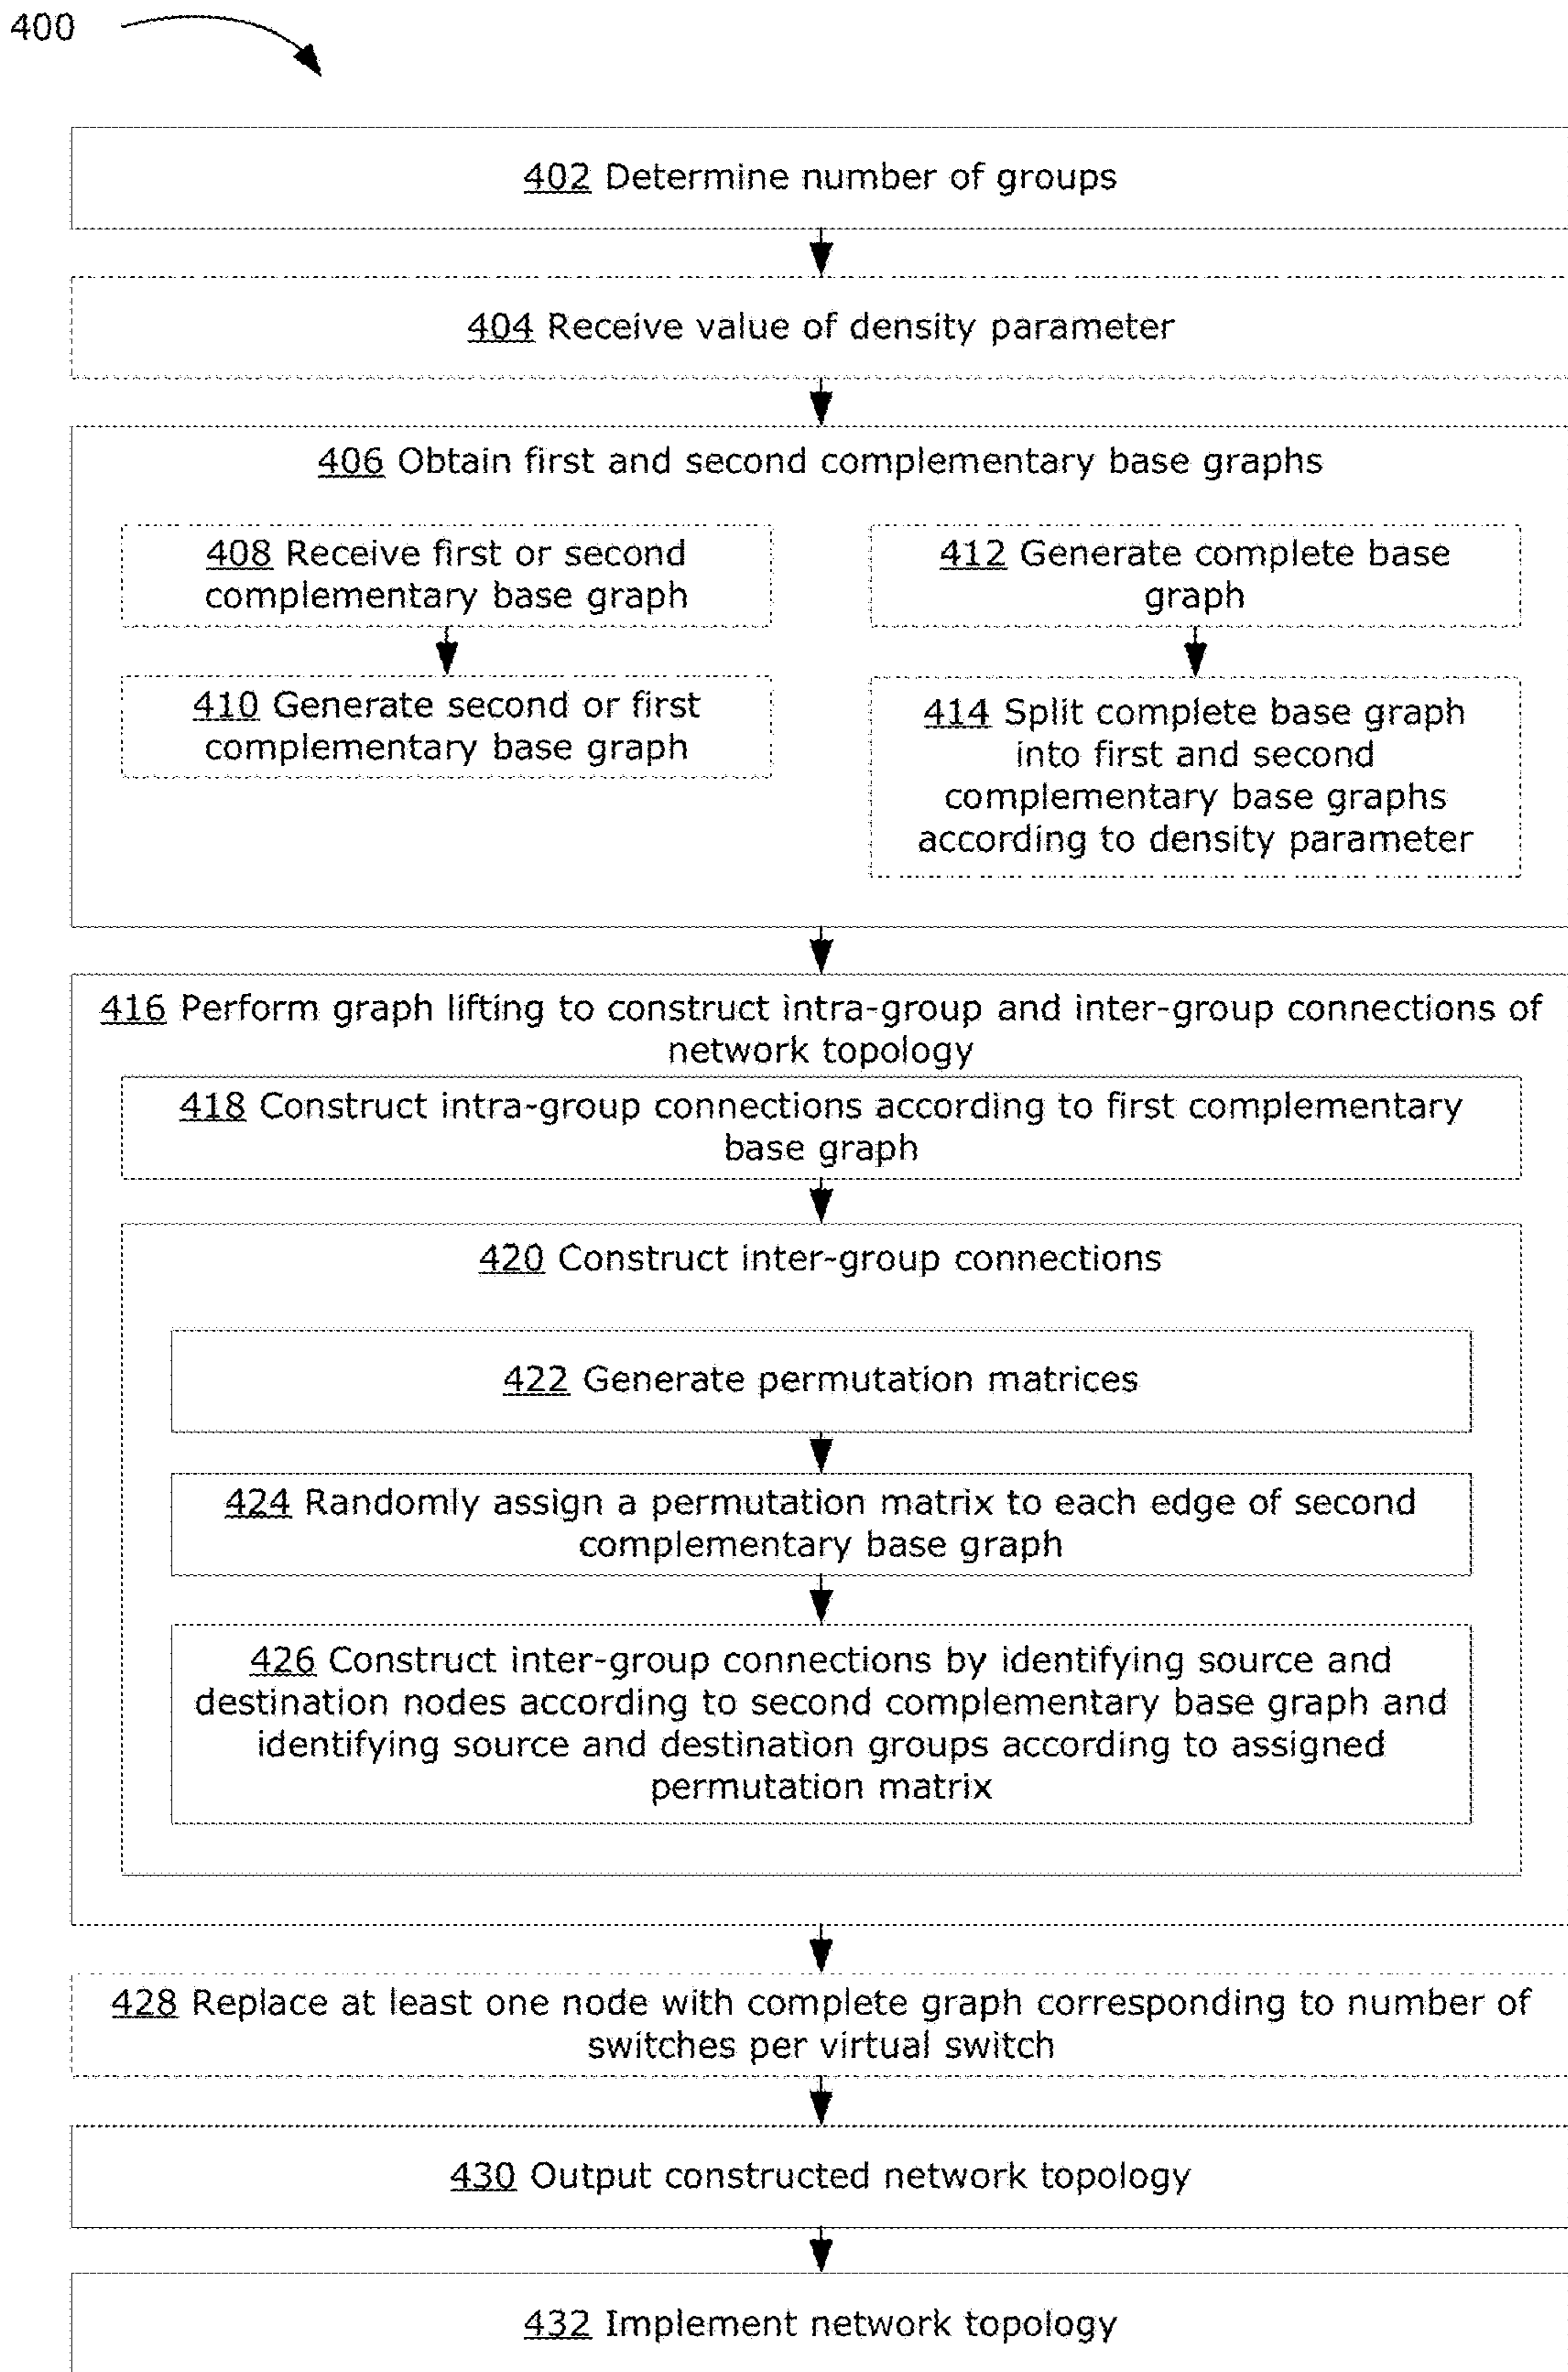 400
402 Determine number of groups
404 Receive value of density parameter
406 Obtain first and second complementary base graphs
408 Receive first or second
complementary base graph
410 Generate second or first
complementary base graph
412 Generate complete base
graph
414 Split complete base graph
into first and second
complementary base graphs
according to density parameter
416 Perform graph lifting to construct intra-group and inter-group connections of
network topology
418 Construct intra-group connections according to first complementary
base graph
420 Construct inter-group connections
422 Generate permutation matrices
424 Randomly assign a permutation matrix to each edge of second
complementary base graph
426 Construct inter-group connections by identifying source and
destination nodes according to second complementary base graph and
identifying source and destination groups according to assigned
permutation matrix
428 Replace at least one node with complete graph corresponding to number of
switches per virtual switch
430 Output constructed network topology
432 Implement network topology